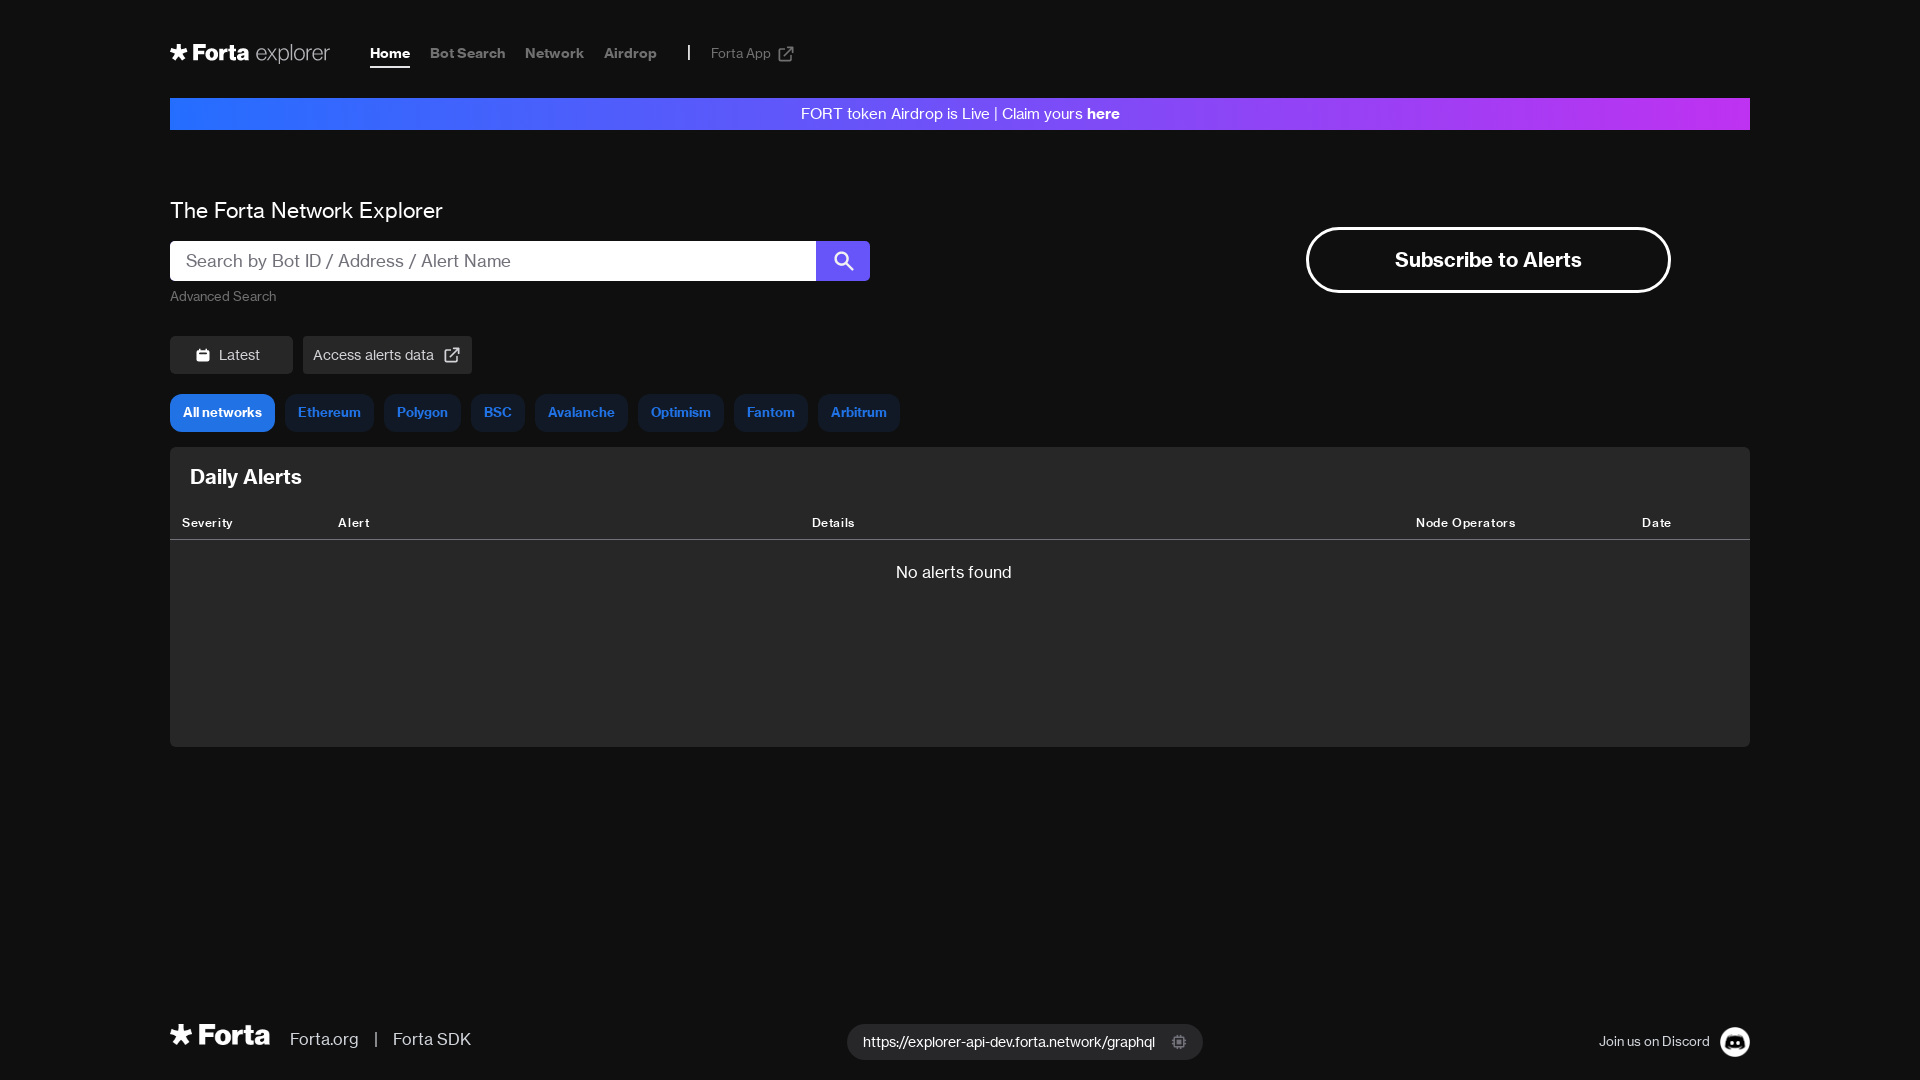 Forta explorer
Home
Bot Search
Network
Airdrop
|
Forta App
FORT token Airdrop is Live | Claim yours here
The Forta Network Explorer
Search by Bot ID / Address / Alert Name
Advanced Search
Subscribe to Alerts
Latest
Access alerts data
All networks
Ethereum
Polygon
BSC
Avalanche
Optimism
Fantom
Arbitrum
Daily Alerts
Severity
Alert
Details
Node Operators
Date
No alerts found
Forta
Forta.org | Forta SDK
https://explorer-api-dev.forta.network/graphql
Join us on Discord